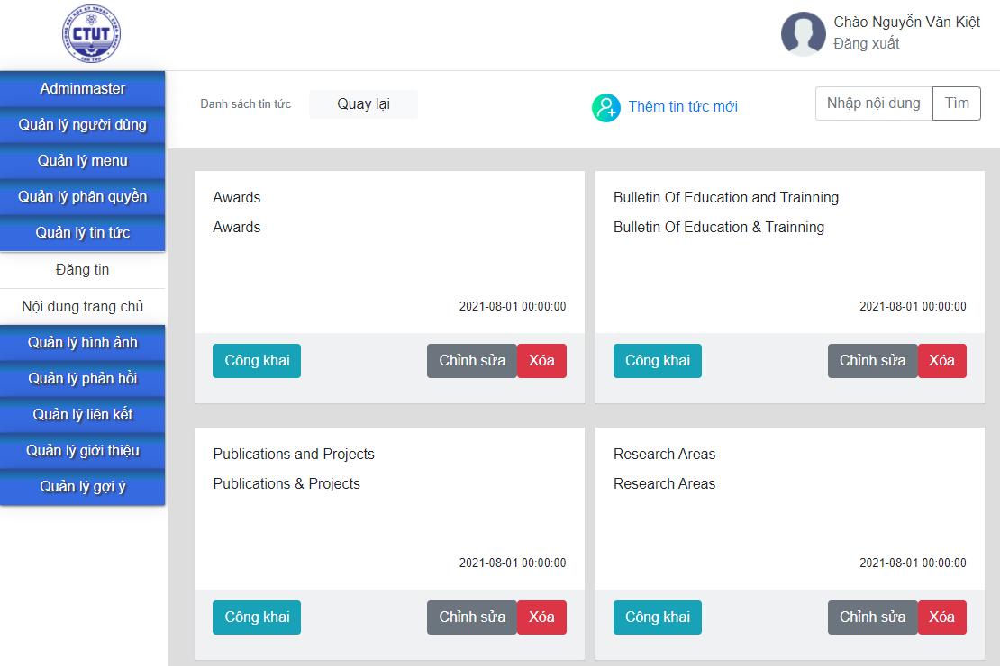 CTUT
Chào Nguyễn Văn Kiệt
Đăng xuất
Adminmaster
Quản lý người dùng
Quản lý menu
Quản lý phân quyền
Quản lý tin tức
Đăng tin
Nội dung trang chủ
Quản lý hình ảnh
Quản lý phản hồi
Quản lý liên kết
Quản lý giới thiệu
Quản lý gợi ý
Danh sách tin tức
Quay lại
Thêm tin tức mới
Nhập nội dung
Tìm
Awards
Awards
2021-08-01 00:00:00
Công khai
Chỉnh sửa
Xóa
Bulletin Of Education and Trainning
Bulletin Of Education & Trainning
2021-08-01 00:00:00
Công khai
Chỉnh sửa
Xóa
Publications and Projects
Publications & Projects
2021-08-01 00:00:00
Công khai
Chỉnh sửa
Xóa
Research Areas
Research Areas
2021-08-01 00:00:00
Công khai
Chỉnh sửa
Xóa